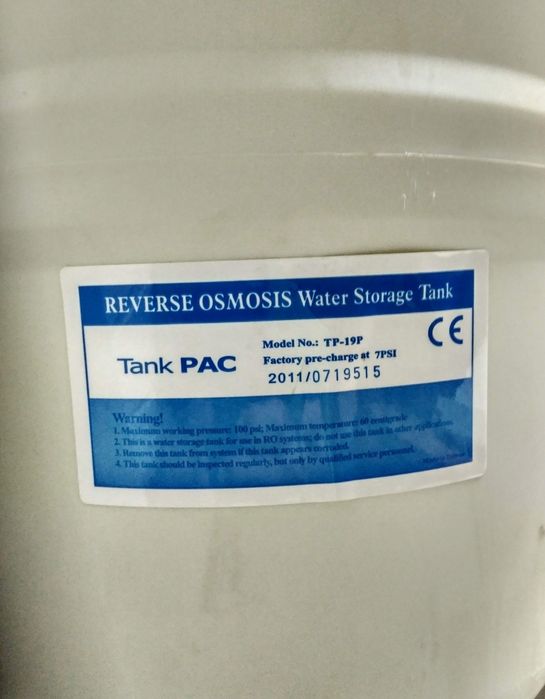 REVERSE OSMOSIS Water Storage Tank
CE
Tank PAC
Model No.: TP-19P
Factory pre-charge at 7PSI
2011/0719515
Warning!
1. Maximum working pressure: 100 psi; Maximum temperature: 60 centigrade
2. This is a water storage tank for use in RO systems; do not use this tank in other applications.
3. Remove this tank from system if this tank appears corroded.
4. This tank should be inspected regularly, but only by qualified service personnel.
Made in Taiwan